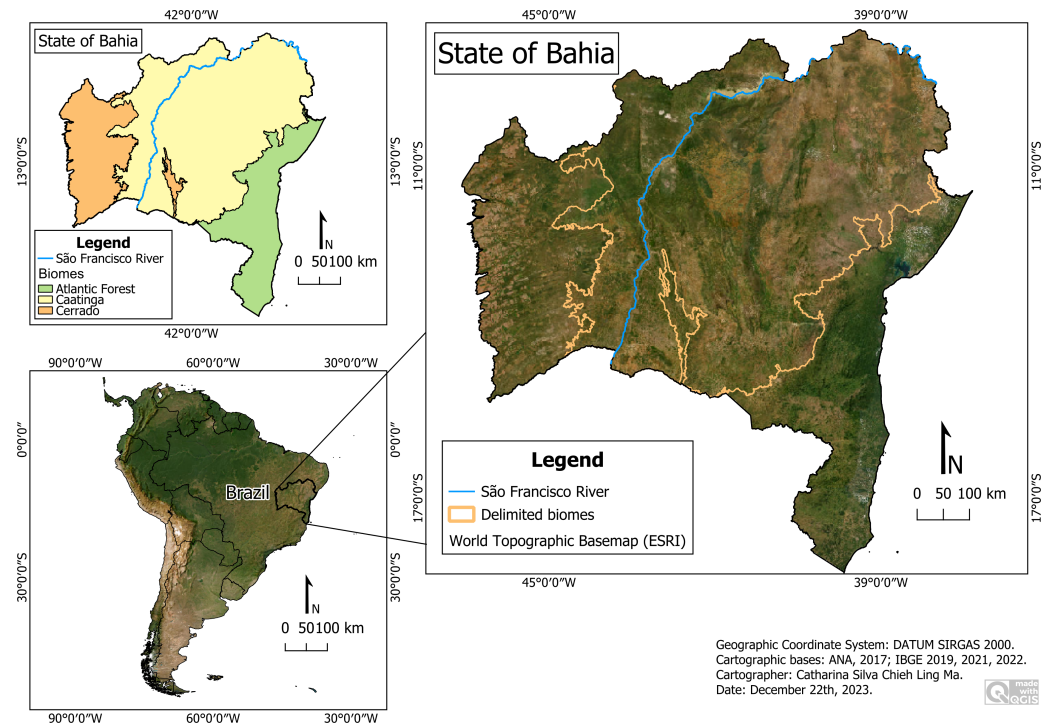 42°0'0"W
State of Bahia
13°0'0"S
13°0'0"S
Legend
São Francisco River
Biomes
Atlantic Forest
Caatinga
Cerrado
N
0 50100 km
42°0'0"W
45°0'0"W 39°0'0"W
State of Bahia
11°0'0"S
11°0'0"S
17°0'0"S
17°0'0"S
Legend
São Francisco River
Delimited biomes
World Topographic Basemap (ESRI)
N
0 50 100 km
45°0'0"W 39°0'0"W
90°0'0"W 60°0'0"W 30°0'0"W
0°0'0"
0°0'0"
Brazil
30°0'0"S
30°0'0"S
N
0 50100 km
90°0'0"W 60°0'0"W 30°0'0"W
Geographic Coordinate System: DATUM SIRGAS 2000.
Cartographic bases: ANA, 2017; IBGE 2019, 2021, 2022.
Cartographer: Catharina Silva Chieh Ling Ma.
Date: December 22th, 2023.
made
with
QGIS